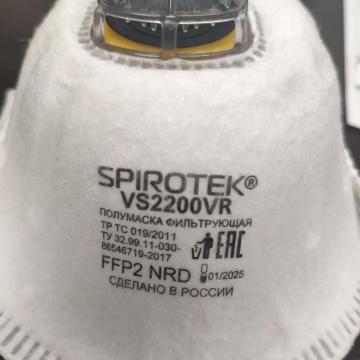 SPIROTEK®
VS2200VR
ПОЛУМАСКА ФИЛЬТРУЮЩАЯ
ТР ТС 019/2011
ТУ 32.99.11-030-
86546719-2017
EAC
FFP2 NRD 01/2025
СДЕЛАНО В РОССИИ